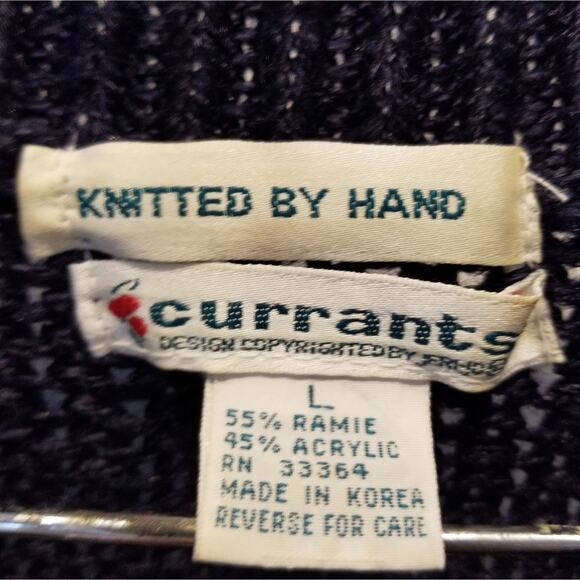 KNITTED BY HAND
currants
DESIGN COPYRIGHTED BY
L
55% RAMIE
45% ACRYLIC
RN 33364
MADE IN KOREA
REVERSE FOR CARE